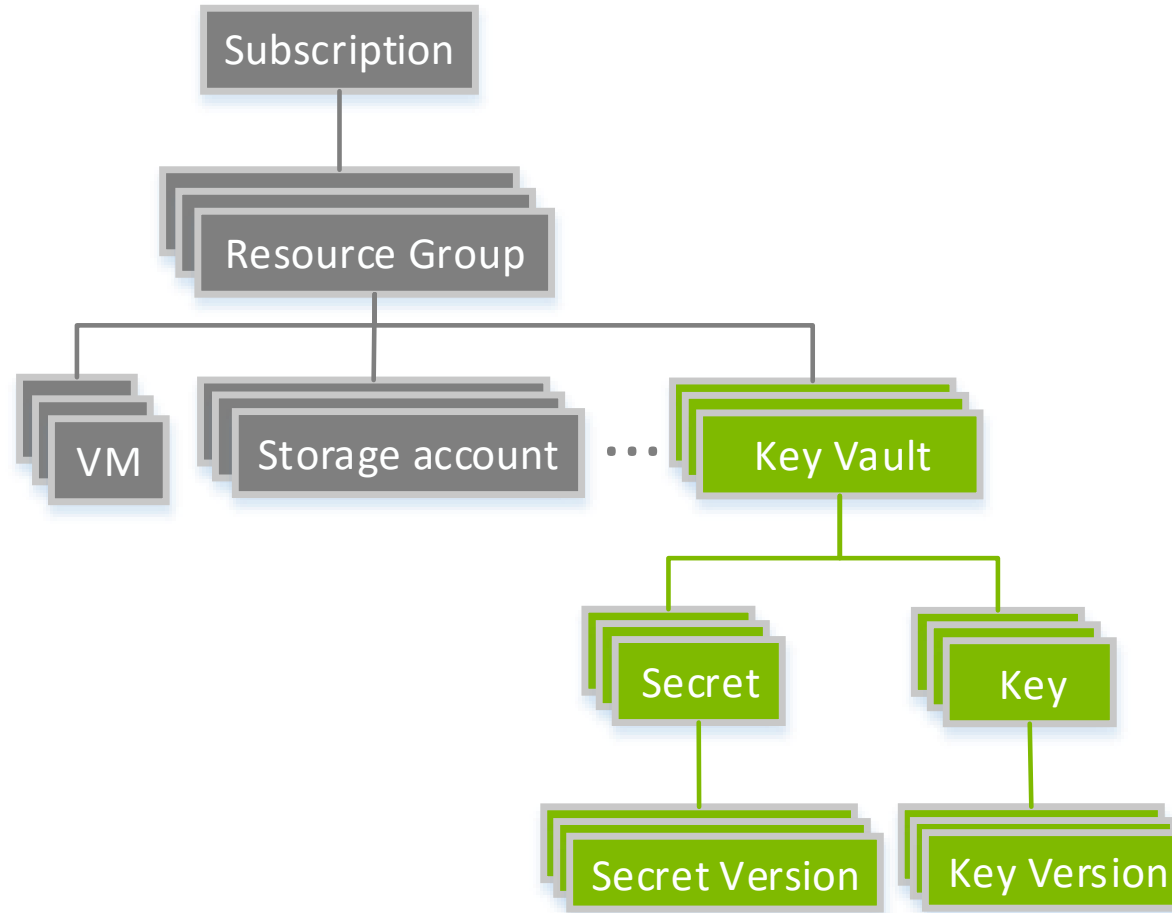 Subscription
Resource Group
VM
Storage account
...
Key Vault
Secret
Key
Secret Version
Key Version